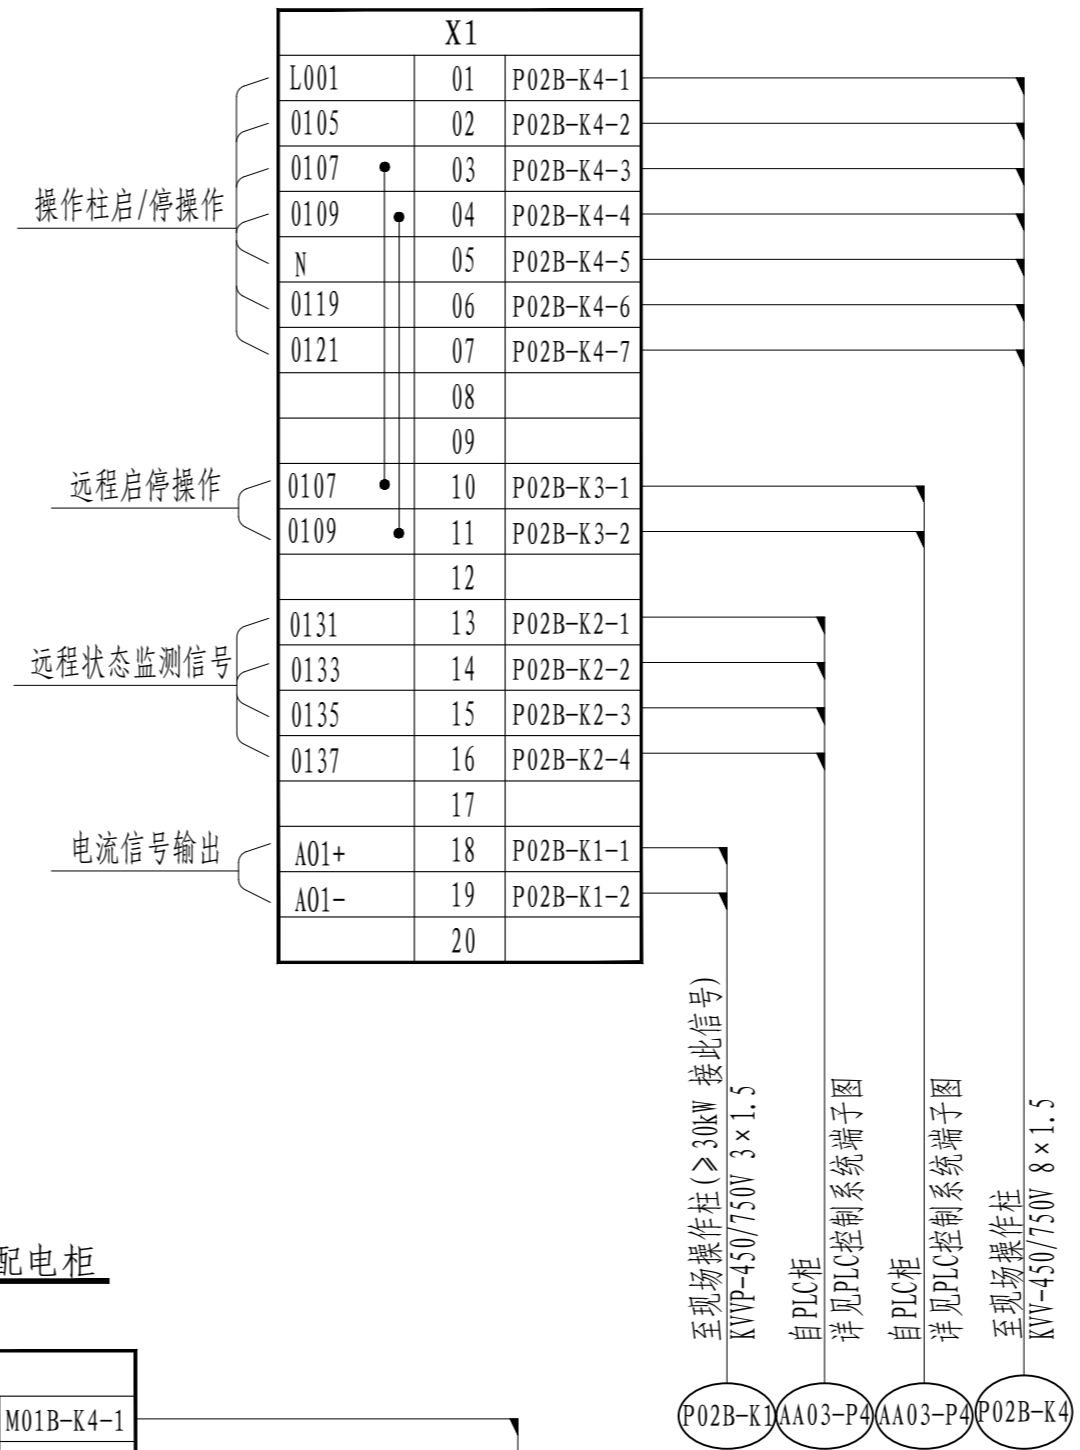 X1
L001 01 P02B-K4-1
0105 02 P02B-K4-2
0107 03 P02B-K4-3
0109 04 P02B-K4-4
N 05 P02B-K4-5
0119 06 P02B-K4-6
0121 07 P02B-K4-7
08
09
0107 10 P02B-K3-1
0109 11 P02B-K3-2
12
0131 13 P02B-K2-1
0133 14 P02B-K2-2
0135 15 P02B-K2-3
0137 16 P02B-K2-4
17
A01+ 18 P02B-K1-1
A01- 19 P02B-K1-2
20
操作柱启/停操作
远程启停操作
远程状态监测信号
电流信号输出
至现场操作柱(≥30kW 接此信号)
KVVP-450/750V 3×1.5
自PLC柜
详见PLC控制系统端子图
自PLC柜
详见PLC控制系统端子图
至现场操作柱
KVV-450/750V 8×1.5
P02B-K1
AA03-P4
AA03-P4
P02B-K4
配电柜
M01B-K4-1